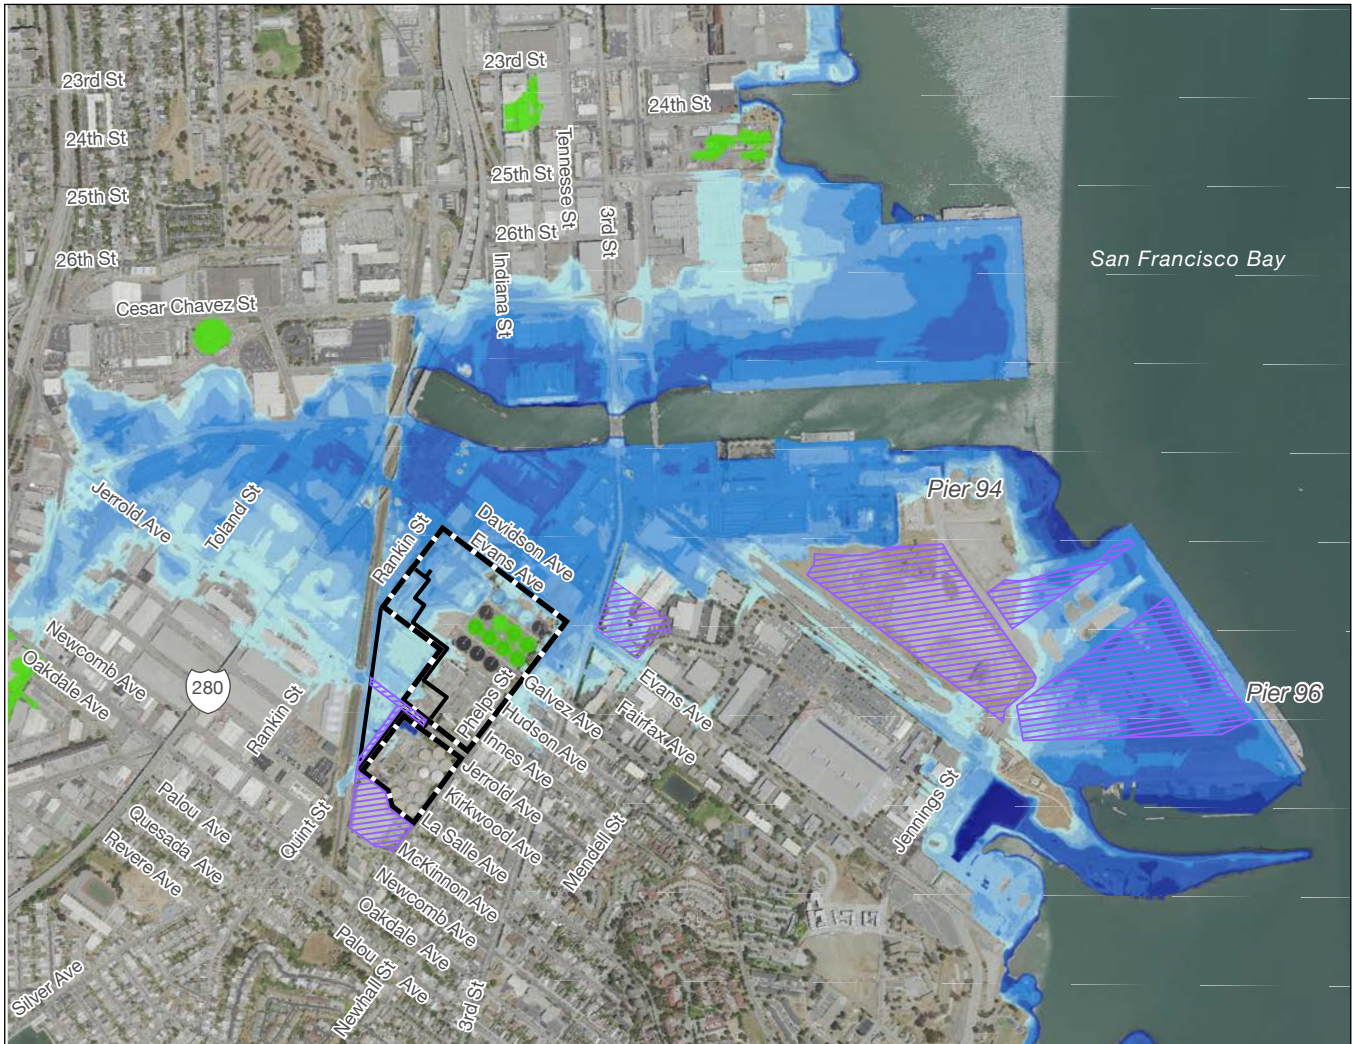 23rd St
23rd St
24th St
24th St
Tennesse St
25th St
25th St
3rd St
26th St
26th St
San Francisco Bay
Indiana St
Cesar Chavez St
Pier 94
Jerrold Ave
Toland St
Rankin St
Davidson Ave
Evans Ave
Newcomb Ave
Oakdale Ave
280
Rankin St
Phelps St
Galvez Ave
Hudson Ave
Innes Ave
Evans Ave
Fairfax Ave
Pier 96
Jerrold Ave
Kirkwood Ave
La Salle Ave
McKinnon Ave
Mendell St
Jennings St
Palou Ave
Quesada Ave
Revere Ave
Quint St
Newcomb Ave
Oakdale Ave
Palou Ave
Newhall St
3rd St
Silver Ave